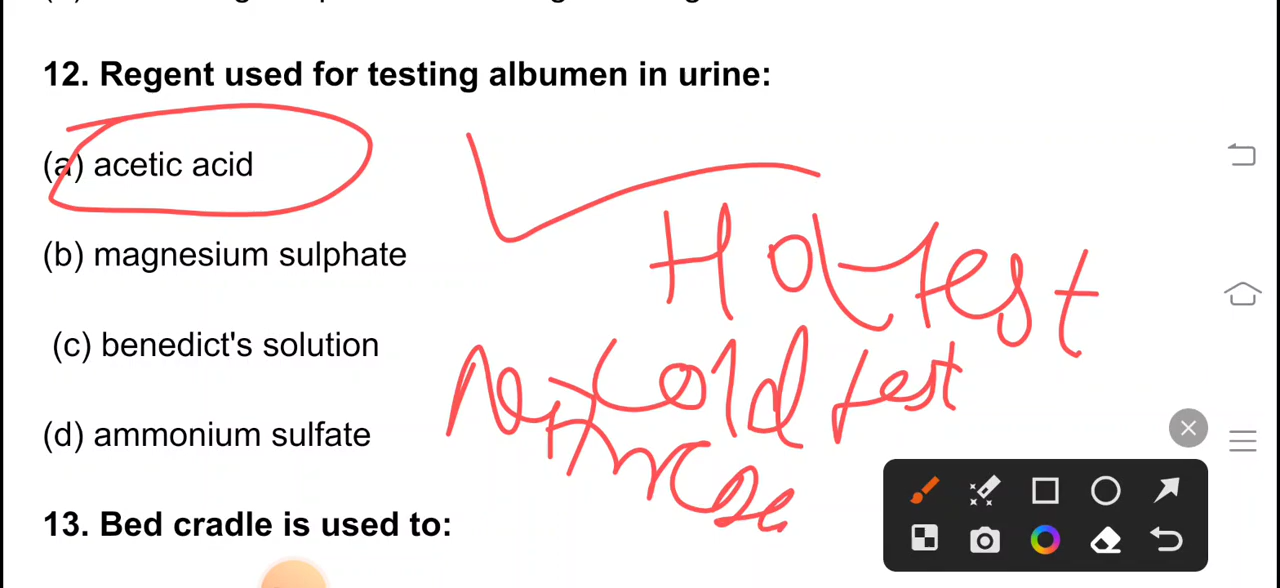 12. Regent used for testing albumen in urine:
(a) acetic acid
(b) magnesium sulphate
(c) benedict's solution
(d) ammonium sulfate
13. Bed cradle is used to:
Hot test
Cold test